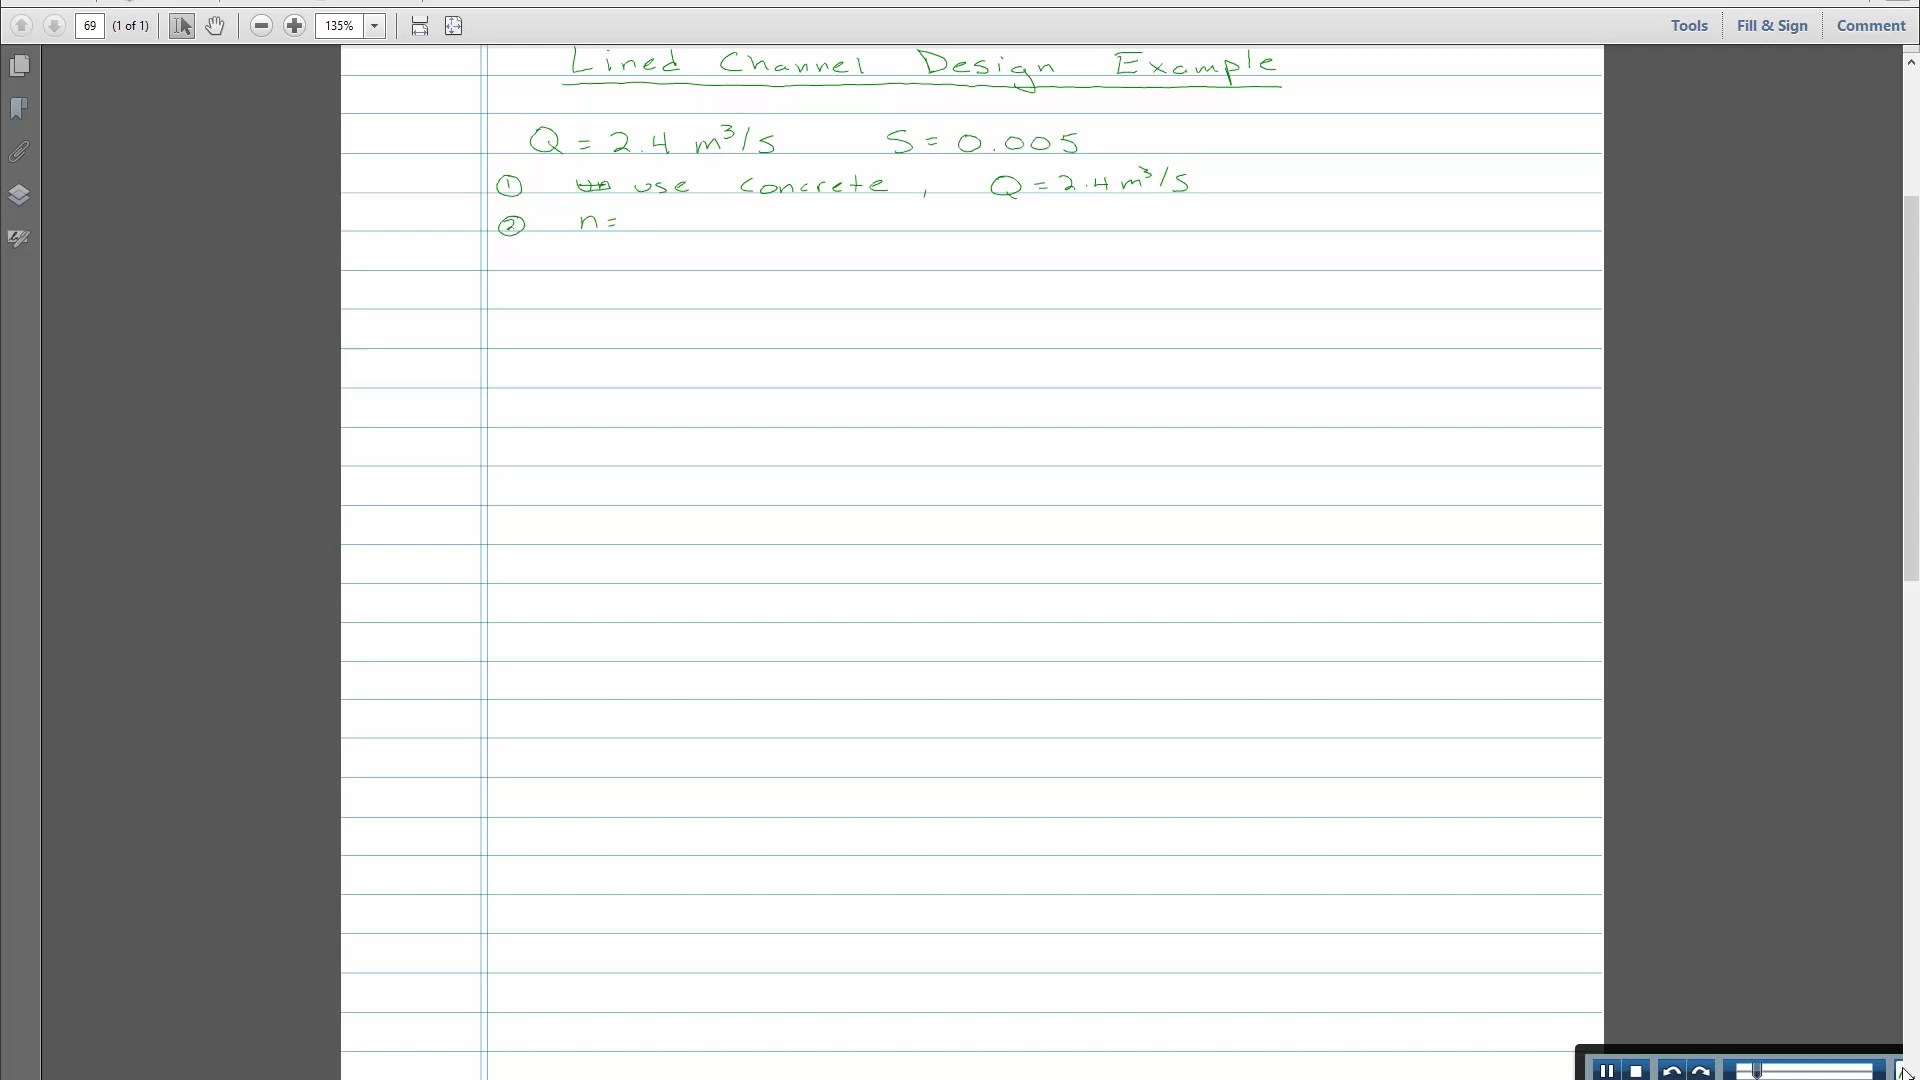 69 (1 of 1) 135% Tools Fill & Sign Comment
Lined Channel Design Example
Q = 2.4 m³/s S = 0.005
① use concrete , Q = 2.4 m³/s
② n =